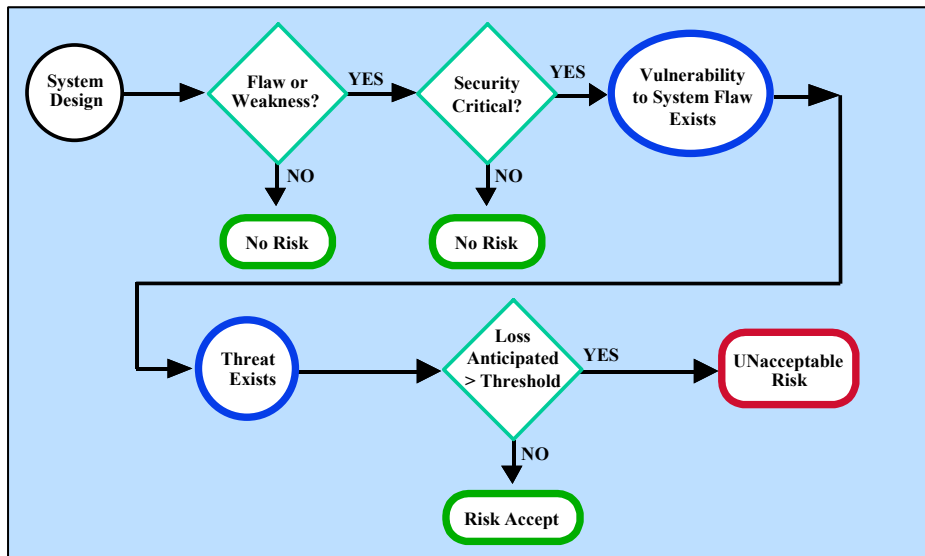 System
Design
Flaw or
Weakness?
YES
Security
Critical?
YES
Vulnerability
to System Flaw
Exists
NO
No Risk
NO
No Risk
Threat
Exists
Loss
Anticipated
> Threshold
YES
UNacceptable
Risk
NO
Risk Accept